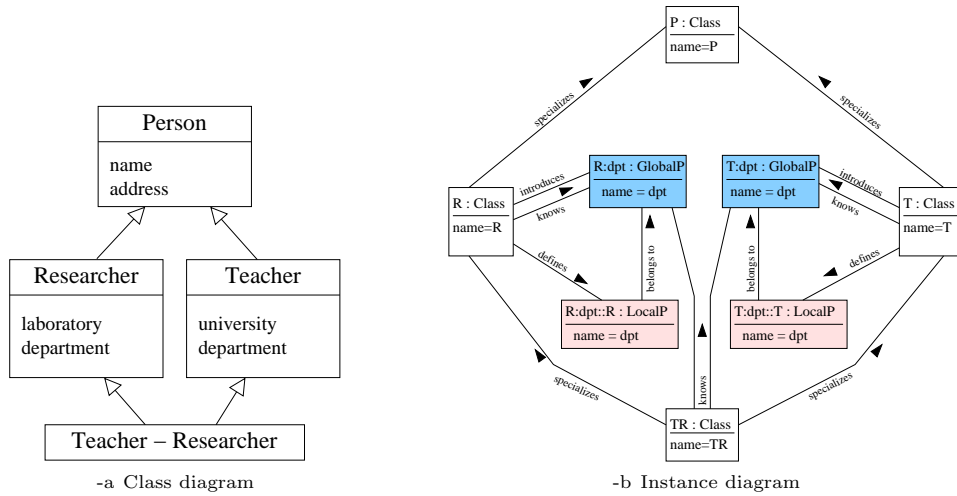 Person
name
address
Researcher
laboratory
department
Teacher
university
department
Teacher – Researcher
-a Class diagram
P : Class
name=P
specializes
specializes
R:dpt : GlobalP
name = dpt
T:dpt : GlobalP
name = dpt
introduces
knows
introduces
knows
R : Class
name=R
T : Class
name=T
belongs to
belongs to
defines
defines
R:dpt::R : LocalP
name = dpt
T:dpt::T : LocalP
name = dpt
specializes
knows
specializes
TR : Class
name=TR
-b Instance diagram